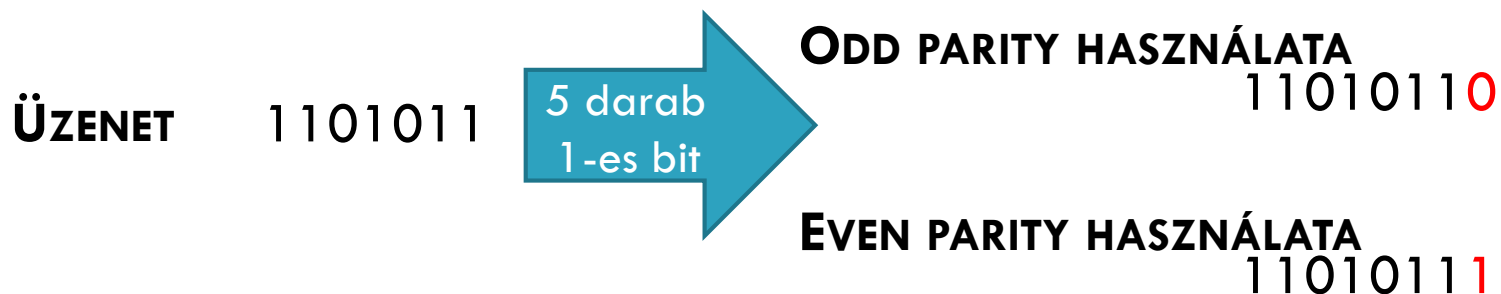 ODD PARITY HASZNÁLATA
11010110
ÜZENET 1101011
5 darab
1-es bit
EVEN PARITY HASZNÁLATA
11010111